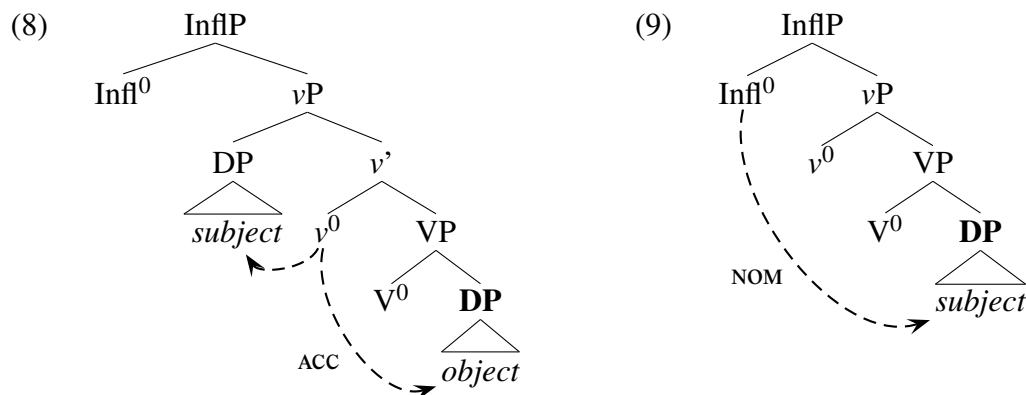 (8) InflP
Infl⁰ vP
DP v’
subject v⁰ VP
V⁰ DP
ACC
object
(9) InflP
Infl⁰ vP
v⁰ VP
V⁰ DP
NOM
subject